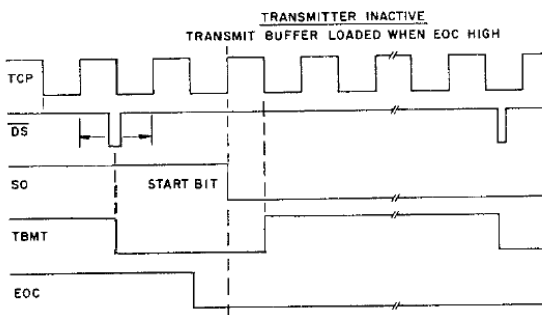 TRANSMITTER INACTIVE
TRANSMIT BUFFER LOADED WHEN EOC HIGH
TCP
DS
SO START BIT
TBMT
EOC